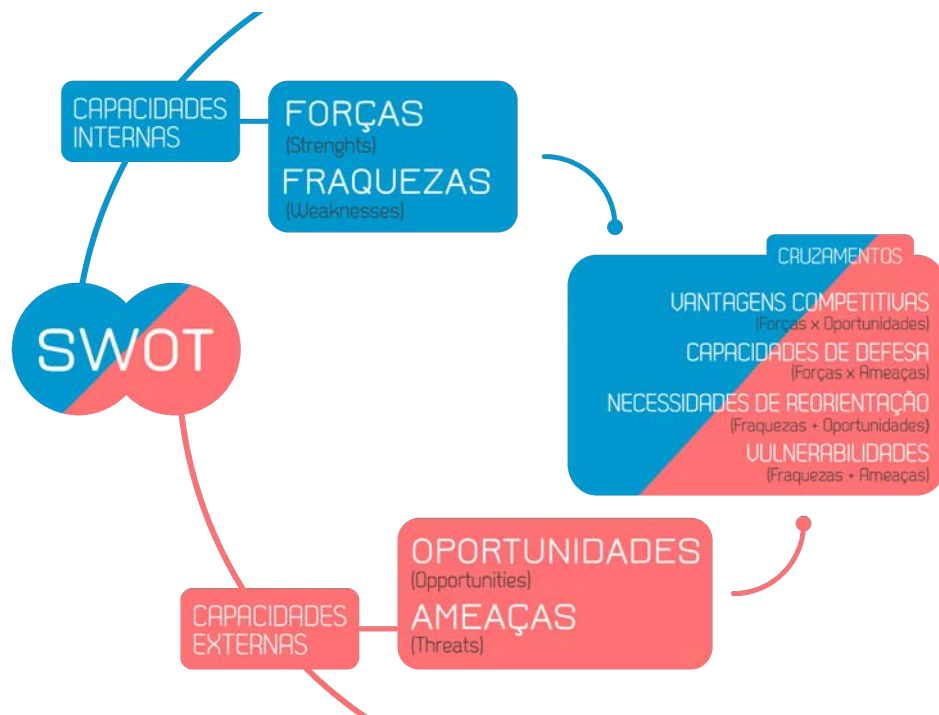 CAPACIDADES
INTERNAS
FORÇAS
(Strenghts)
FRAQUEZAS
(Weaknesses)
SWOT
CRUZAMENTOS
VANTAGENS COMPETITIVAS
(Forças x Oportunidades)
CAPACIDADES DE DEFESA
(Forças x Ameaças)
NECESSIDADES DE REORIENTAÇÃO
(Fraquezas + Oportunidades)
VULNERABILIDADES
(Fraquezas + Ameaças)
OPORTUNIDADES
(Opportunities)
AMEAÇAS
(Threats)
CAPACIDADES
EXTERNAS